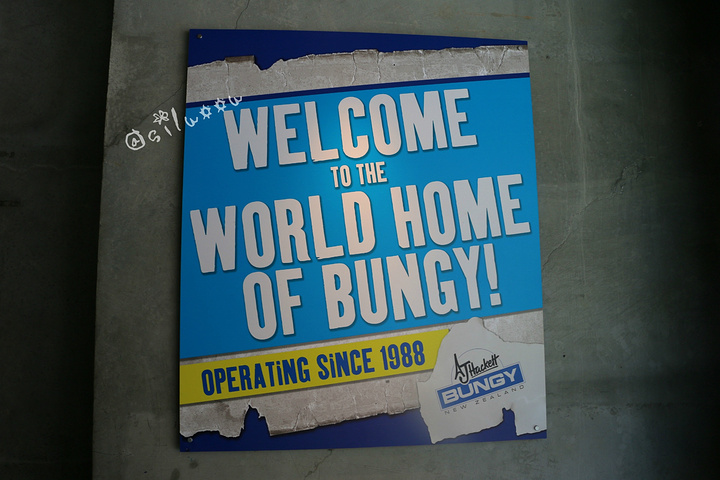 WELCOME
TO THE
WORLD HOME
OF BUNGY!
OPERATiNG SiNCE 1988
AJ Hackett
BUNGY
NEW ZEALAND